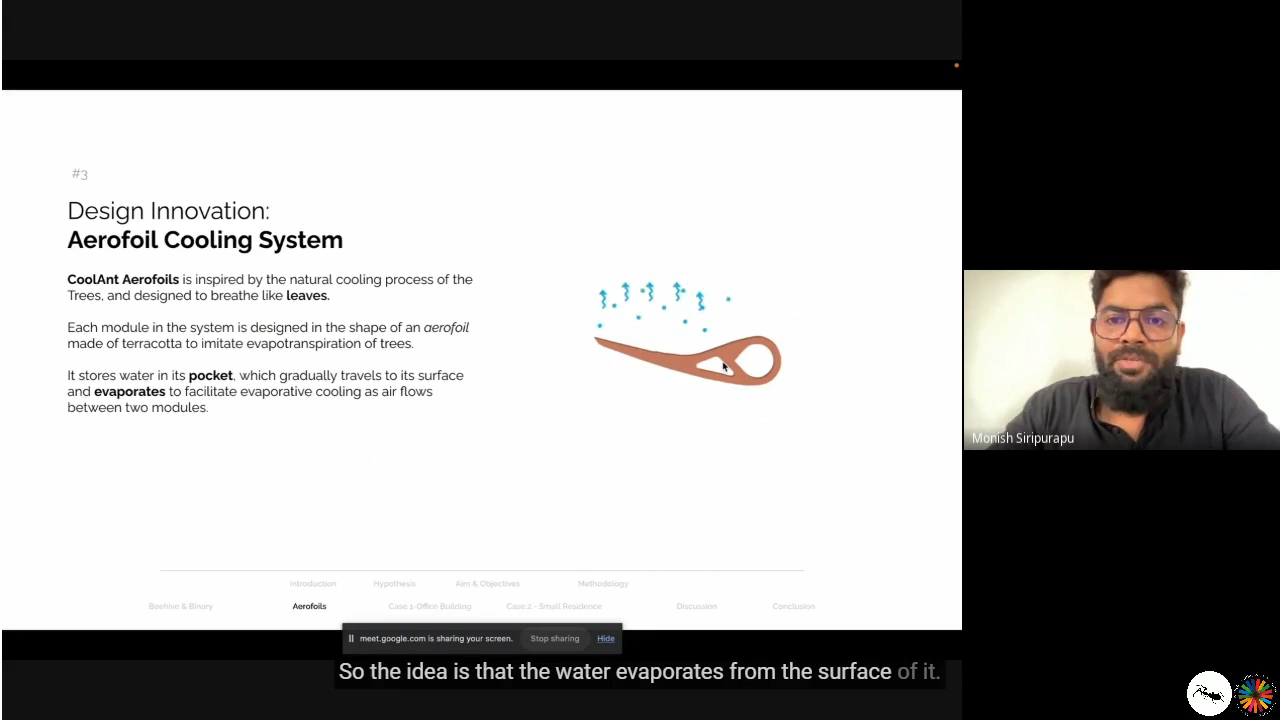 #3
Design Innovation:
Aerofoil Cooling System
CoolAnt Aerofoils is inspired by the natural cooling process of the
Trees, and designed to breathe like leaves.
Each module in the system is designed in the shape of an aerofoil
made of terracotta to imitate evapotranspiration of trees.
It stores water in its pocket, which gradually travels to its surface
and evaporates to facilitate evaporative cooling as air flows
between two modules.
Monish Siripurapu
Introduction Hypothesis Aim & Objectives Methodology
Beehive & Binary Aerofoils Case 1-Office Building Case 2 - Small Residence Discussion Conclusion
meet.google.com is sharing your screen. Stop sharing Hide
So the idea is that the water evaporates from the surface of it.